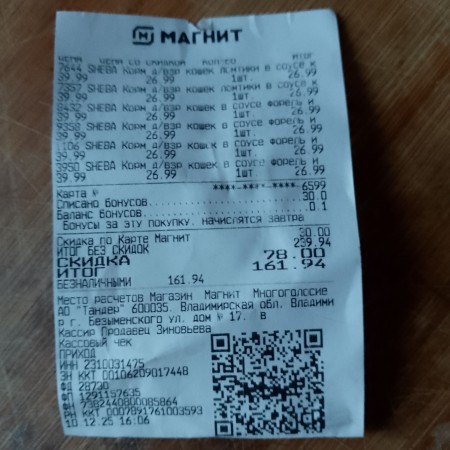 МАГНИТ
ЦЕНА ЦЕНА СО СКИДКОЙ КОЛ-ВО ИТОГ
7644 SHEBA Корм д/взр кошек ломтики в соусе к
39.99 26.99 1шт. 26.99
7357 SHEBA Корм д/взр кошек ломтики в соусе к
39.99 26.99 1шт. 26.99
SHEBA Корм д/взр кошек в соусе форель и
39.99 26.99 1шт. 26.99
9358 SHEBA Корм д/взр кошек в соусе форель и
39.99 26.99 1шт. 26.99
1106 SHEBA Корм д/взр кошек в соусе форель и
39.99 26.99 1шт. 26.99
SHEBA Корм д/взр кошек в соусе форель и
39.99 26.99 1шт. 26.99
Карта № ****-***-****6599
Списано бонусов 30.0
Баланс бонусов 0.1
Бонусы за эту покупку, начислятся завтра
Скидка по Карте Магнит 30.00
ИТОГ БЕЗ СКИДОК 239.94
СКИДКА 78.00
ИТОГ 161.94
БЕЗНАЛИЧНЫМИ 161.94
Место расчетов Магазин Магнит Многоголосие
АО "Тандер" 600035. Владимирская обл. Владими
р г. Безыменского ул. дом № 17. в
Кассир Продавец Зиновьева
Кассовый чек
ПРИХОД
ИНН 2310031475
ЗН ККТ 00106209017448
ФД 28730
ФП 1291157635
7382440800085864
РН ККТ 0007891761003593
10.12.25 16:06